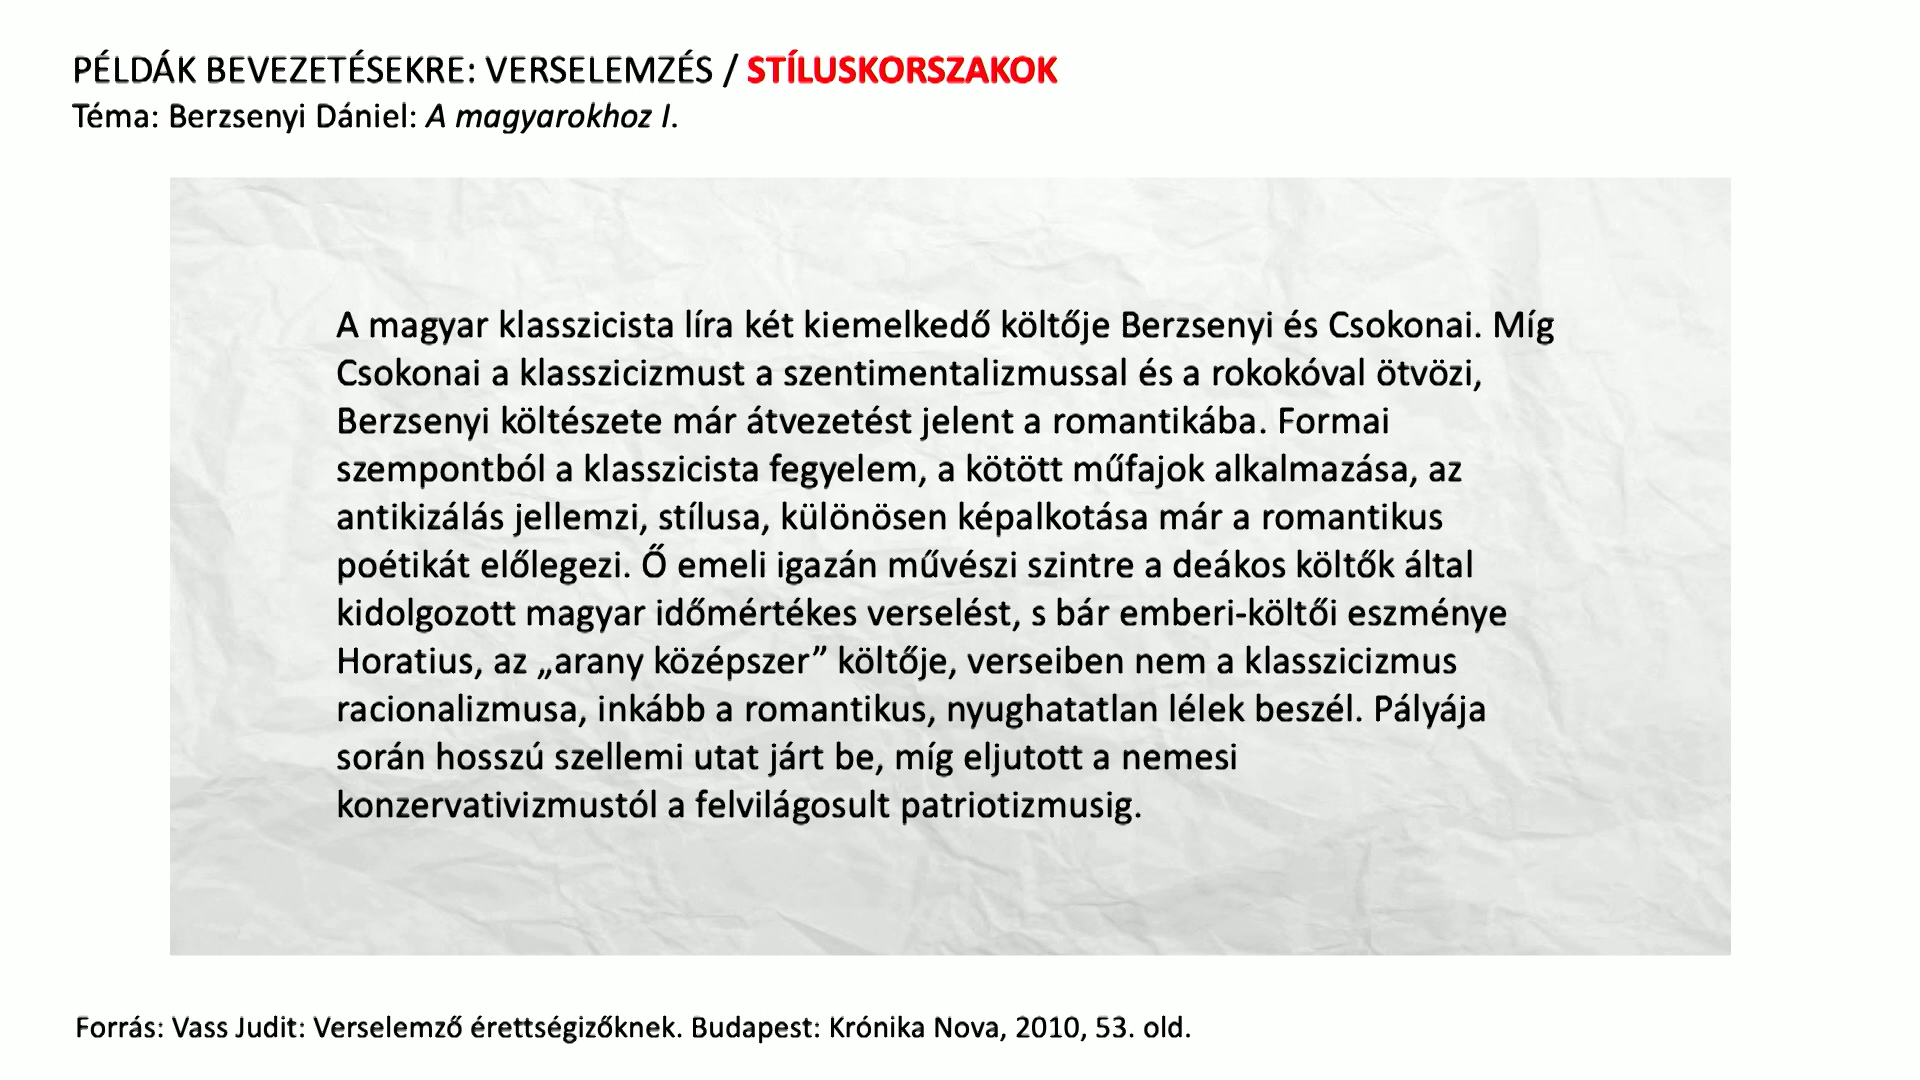 PÉLDÁK BEVEZETÉSEKRE: VERSELEMZÉS / STÍLUSKORSZAKOK
Téma: Berzsenyi Dániel: A magyarokhoz I.
A magyar klasszicista líra két kiemelkedő költője Berzsenyi és Csokonai. Míg
Csokonai a klasszicizmust a szentimentalizmussal és a rokokóval ötvözi,
Berzsenyi költészete már átvezetést jelent a romantikába. Formai
szempontból a klasszicista fegyelem, a kötött műfajok alkalmazása, az
antikizálás jellemzi, stílusa, különösen képalkotása már a romantikus
poétikát előlegezi. Ő emeli igazán művészi szintre a deákos költők által
kidolgozott magyar időmértékes verselést, s bár emberi-költői eszménye
Horatius, az „arany középszer” költője, verseiben nem a klasszicizmus
racionalizmusa, inkább a romantikus, nyughatatlan lélek beszél. Pályája
során hosszú szellemi utat járt be, míg eljutott a nemesi
konzervativizmustól a felvilágosult patriotizmusig.
Forrás: Vass Judit: Verselemző érettségizőknek. Budapest: Krónika Nova, 2010, 53. old.